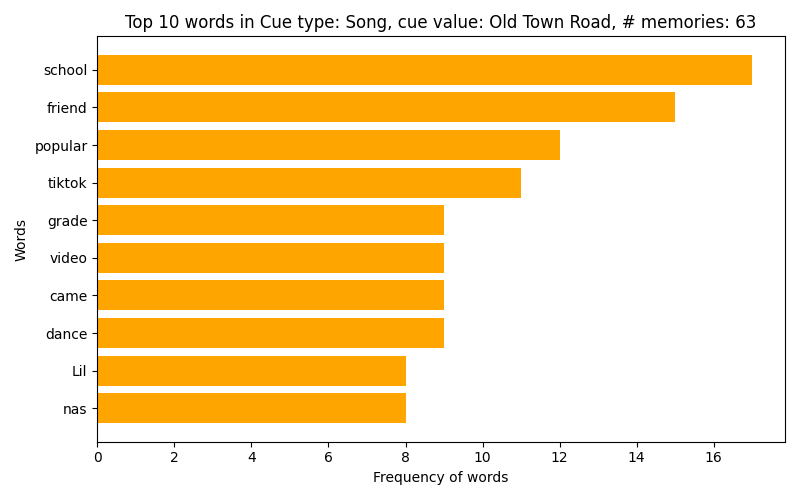 Top 10 words in Cue type: Song, cue value: Old Town Road, # memories: 63
school
friend
popular
tiktok
grade
video
came
dance
Lil
nas
Words
0 2 4 6 8 10 12 14 16
Frequency of words